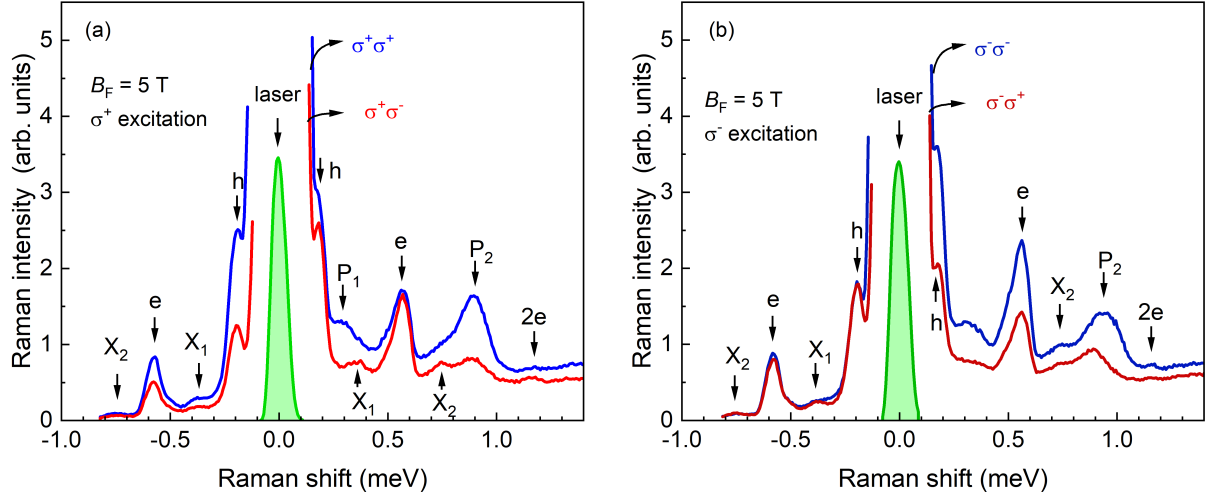 (a)
B_F = 5 T
σ⁺ excitation
laser
σ⁺σ⁺
σ⁺σ⁻
h
h
e
X₂
X₁
P₁
e
P₂
2e
X₁
X₂
5
4
3
2
1
0
-1.0
-0.5
0.0
0.5
1.0
Raman intensity (arb. units)
Raman shift (meV)
(b)
B_F = 5 T
σ⁻ excitation
laser
σ⁻σ⁻
σ⁻σ⁺
h
h
e
X₂
X₁
e
X₂
P₂
2e
5
4
3
2
1
0
-1.0
-0.5
0.0
0.5
1.0
Raman intensity (arb. units)
Raman shift (meV)